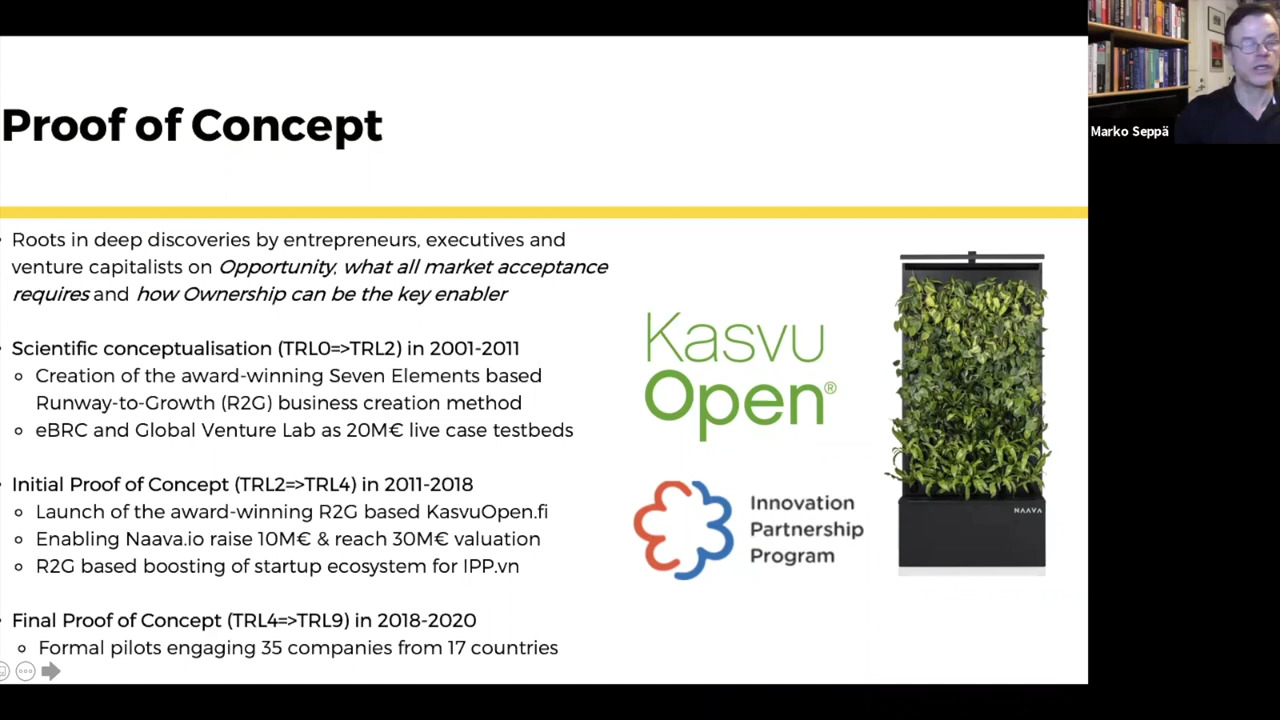 Proof of Concept
Marko Seppä
Roots in deep discoveries by entrepreneurs, executives and
venture capitalists on Opportunity, what all market acceptance
requires and how Ownership can be the key enabler
Scientific conceptualisation (TRL0=>TRL2) in 2001-2011
Creation of the award-winning Seven Elements based
Runway-to-Growth (R2G) business creation method
eBRC and Global Venture Lab as 20M€ live case testbeds
Initial Proof of Concept (TRL2=>TRL4) in 2011-2018
Launch of the award-winning R2G based KasvuOpen.fi
Enabling Naava.io raise 10M€ & reach 30M€ valuation
R2G based boosting of startup ecosystem for IPP.vn
Final Proof of Concept (TRL4=>TRL9) in 2018-2020
Formal pilots engaging 35 companies from 17 countries
Kasvu
Open®
Innovation
Partnership
Program
NAAVA